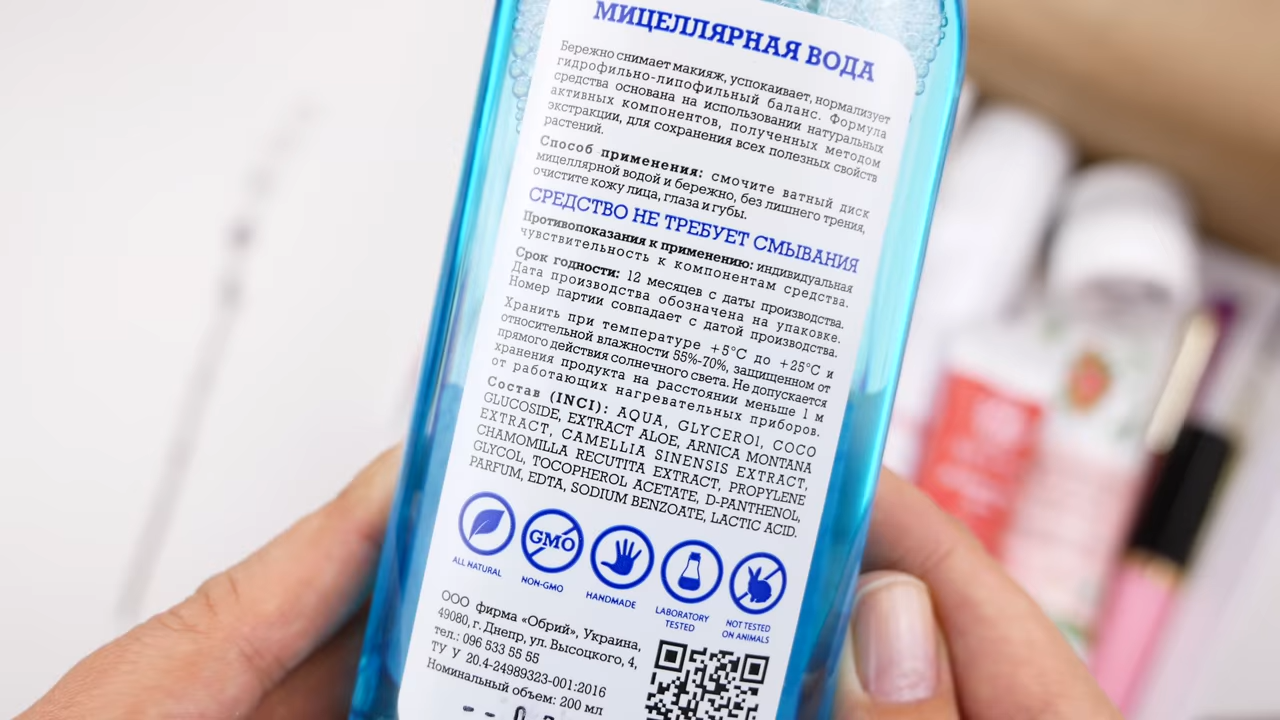 МИЦЕЛЛЯРНАЯ ВОДА
Бережно снимает макияж, успокаивает, нормализует
гидрофильно-липофильный баланс. Формула
средства основана на использовании натуральных
активных компонентов, полученных методом
экстракции, для сохранения всех полезных свойств
растений.
Способ применения: смочите ватный диск
мицеллярной водой и бережно, без лишнего трения,
очистите кожу лица, глаза и губы.
СРЕДСТВО НЕ ТРЕБУЕТ СМЫВАНИЯ
Противопоказания к применению: индивидуальная
чувствительность к компонентам средства.
Срок годности: 12 месяцев с даты производства.
Дата производства обозначена на упаковке.
Номер партии совпадает с датой производства.
Хранить при температуре +5°С до +25°С и
относительной влажности 55%-70%, защищенном от
прямого действия солнечного света. Не допускается
хранения продукта на расстоянии меньше 1 м
от работающих нагревательных приборов.
Состав (INCI): AQUA, GLYCEROl, COCO
GLUCOSIDE, EXTRACT ALOE, ARNICA MONTANA
EXTRACT, CAMELLIA SINENSIS EXTRACT,
CHAMOMILLA RECUTITA EXTRACT, PROPYLENE
GLYCOL, TOCOPHEROL ACETATE, D-PANTHENOL,
PARFUM, EDTA, SODIUM BENZOATE, LACTIC ACID.
GMO
ALL NATURAL
NON-GMO
HANDMADE
LABORATORY
TESTED
NOT TESTED
ON ANIMALS
ООО фирма «Обрий», Украина,
49080, г. Днепр, ул. Высоцкого, 4,
тел.: 096 533 55 55
ТУ У 20.4-24989323-001:2016
Номинальный объем: 200 мл